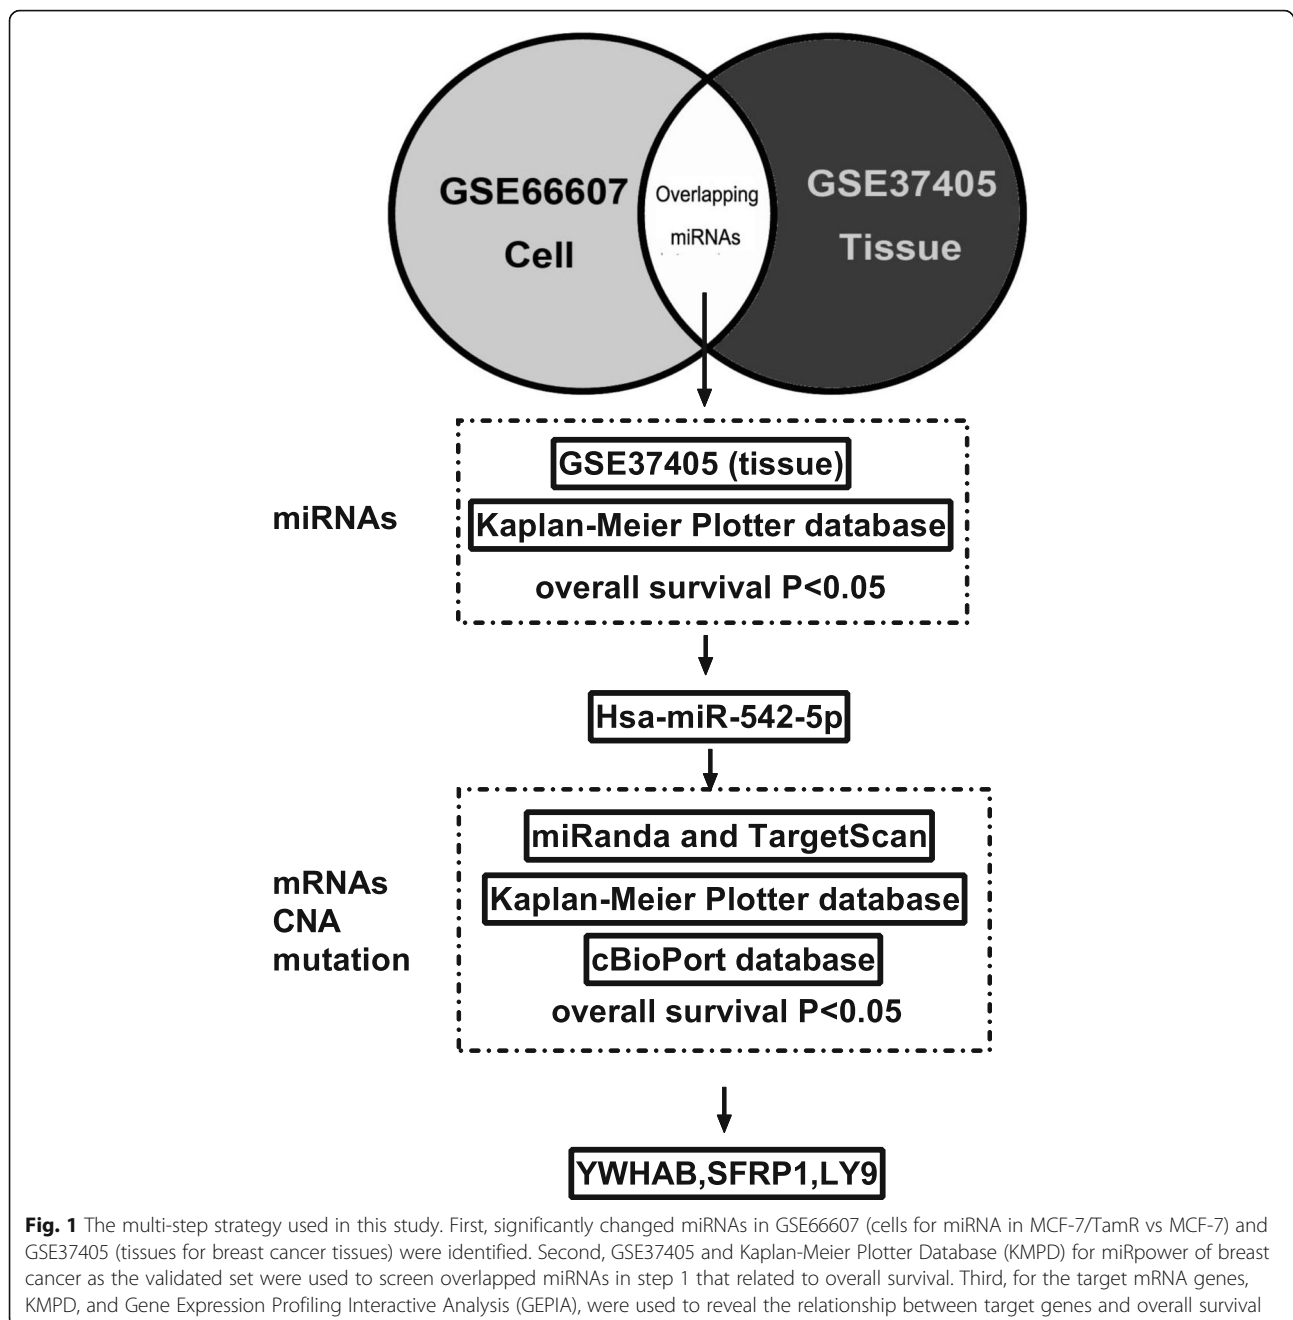 GSE66607
Cell
Overlapping
miRNAs
GSE37405
Tissue
miRNAs
GSE37405 (tissue)
Kaplan-Meier Plotter database
overall survival P<0.05
Hsa-miR-542-5p
mRNAs
CNA
mutation
miRanda and TargetScan
Kaplan-Meier Plotter database
cBioPort database
overall survival P<0.05
YWHAB,SFRP1,LY9
Fig. 1 The multi-step strategy used in this study. First, significantly changed miRNAs in GSE66607 (cells for miRNA in MCF-7/TamR vs MCF-7) and
GSE37405 (tissues for breast cancer tissues) were identified. Second, GSE37405 and Kaplan-Meier Plotter Database (KMPD) for miRpower of breast
cancer as the validated set were used to screen overlapped miRNAs in step 1 that related to overall survival. Third, for the target mRNA genes,
KMPD, and Gene Expression Profiling Interactive Analysis (GEPIA), were used to reveal the relationship between target genes and overall survival